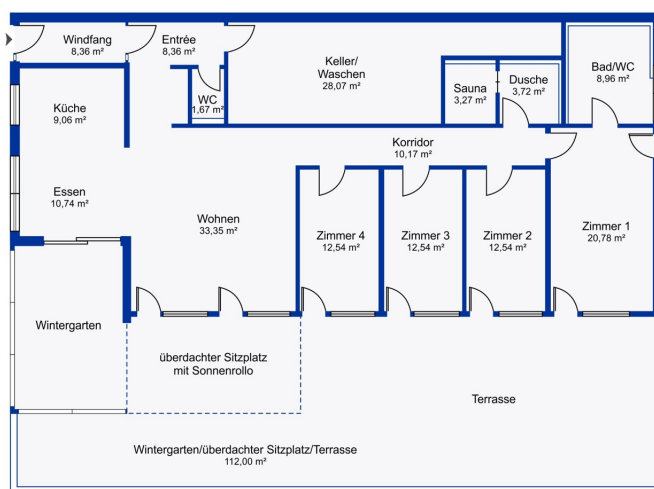 Windfang
8,36 m²
Entrée
8,36 m²
Keller/
Waschen
28,07 m²
Bad/WC
8,96 m²
Sauna
3,27 m²
Dusche
3,72 m²
WC
1,67 m²
Küche
9,06 m²
Korridor
10,17 m²
Essen
10,74 m²
Wohnen
33,35 m²
Zimmer 4
12,54 m²
Zimmer 3
12,54 m²
Zimmer 2
12,54 m²
Zimmer 1
20,78 m²
Wintergarten
überdachter Sitzplatz
mit Sonnenrollo
Terrasse
Wintergarten/überdachter Sitzplatz/Terrasse
112,00 m²